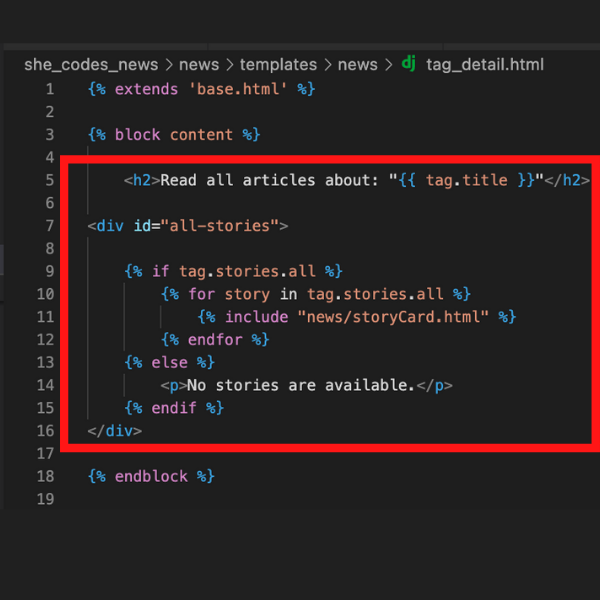 she_codes_news > news > templates > news > dj tag_detail.html
1 {% extends 'base.html' %}
2
3 {% block content %}
4
5 <h2>Read all articles about: "{{ tag.title }}"</h2>
6
7 <div id="all-stories">
8
9 {% if tag.stories.all %}
10 {% for story in tag.stories.all %}
11 {% include "news/storyCard.html" %}
12 {% endfor %}
13 {% else %}
14 <p>No stories are available.</p>
15 {% endif %}
16 </div>
17
18 {% endblock %}
19